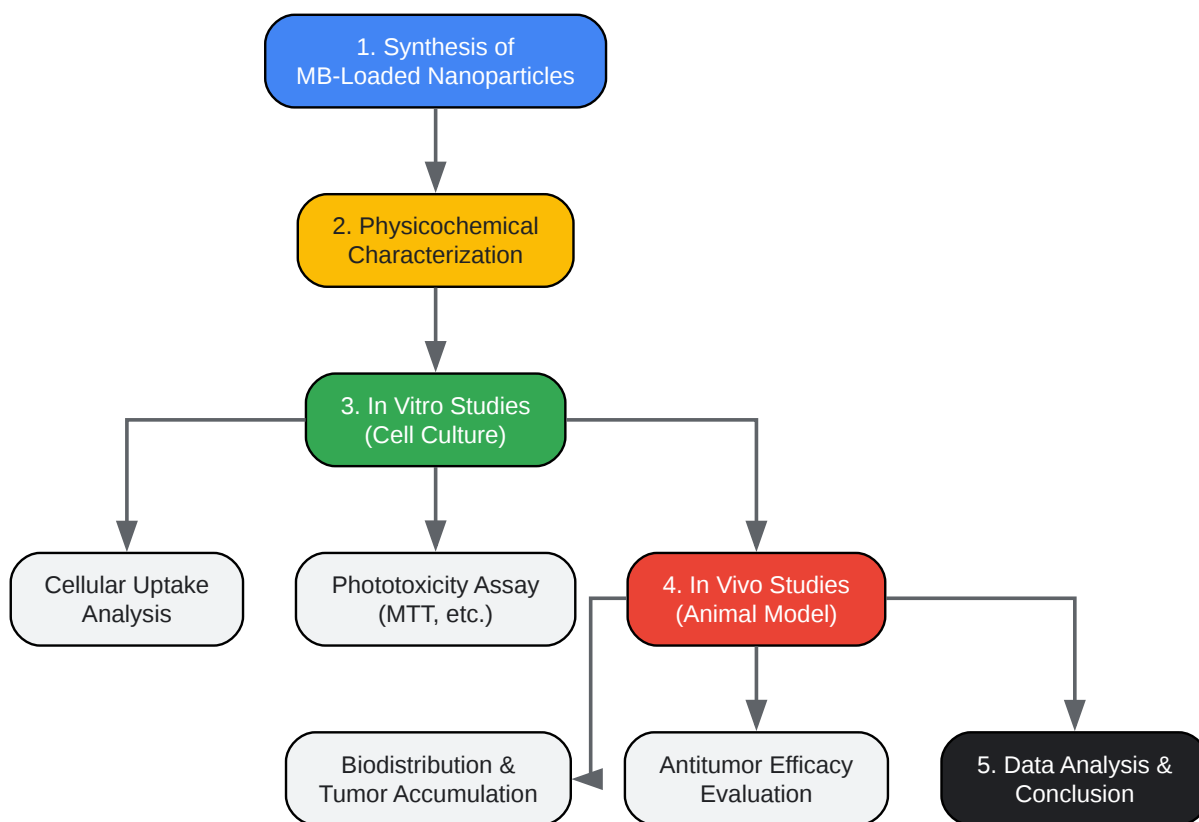 1. Synthesis of
MB-Loaded Nanoparticles
2. Physicochemical
Characterization
3. In Vitro Studies
(Cell Culture)
Cellular Uptake
Analysis
Phototoxicity Assay
(MTT, etc.)
4. In Vivo Studies
(Animal Model)
Biodistribution &
Tumor Accumulation
Antitumor Efficacy
Evaluation
5. Data Analysis &
Conclusion